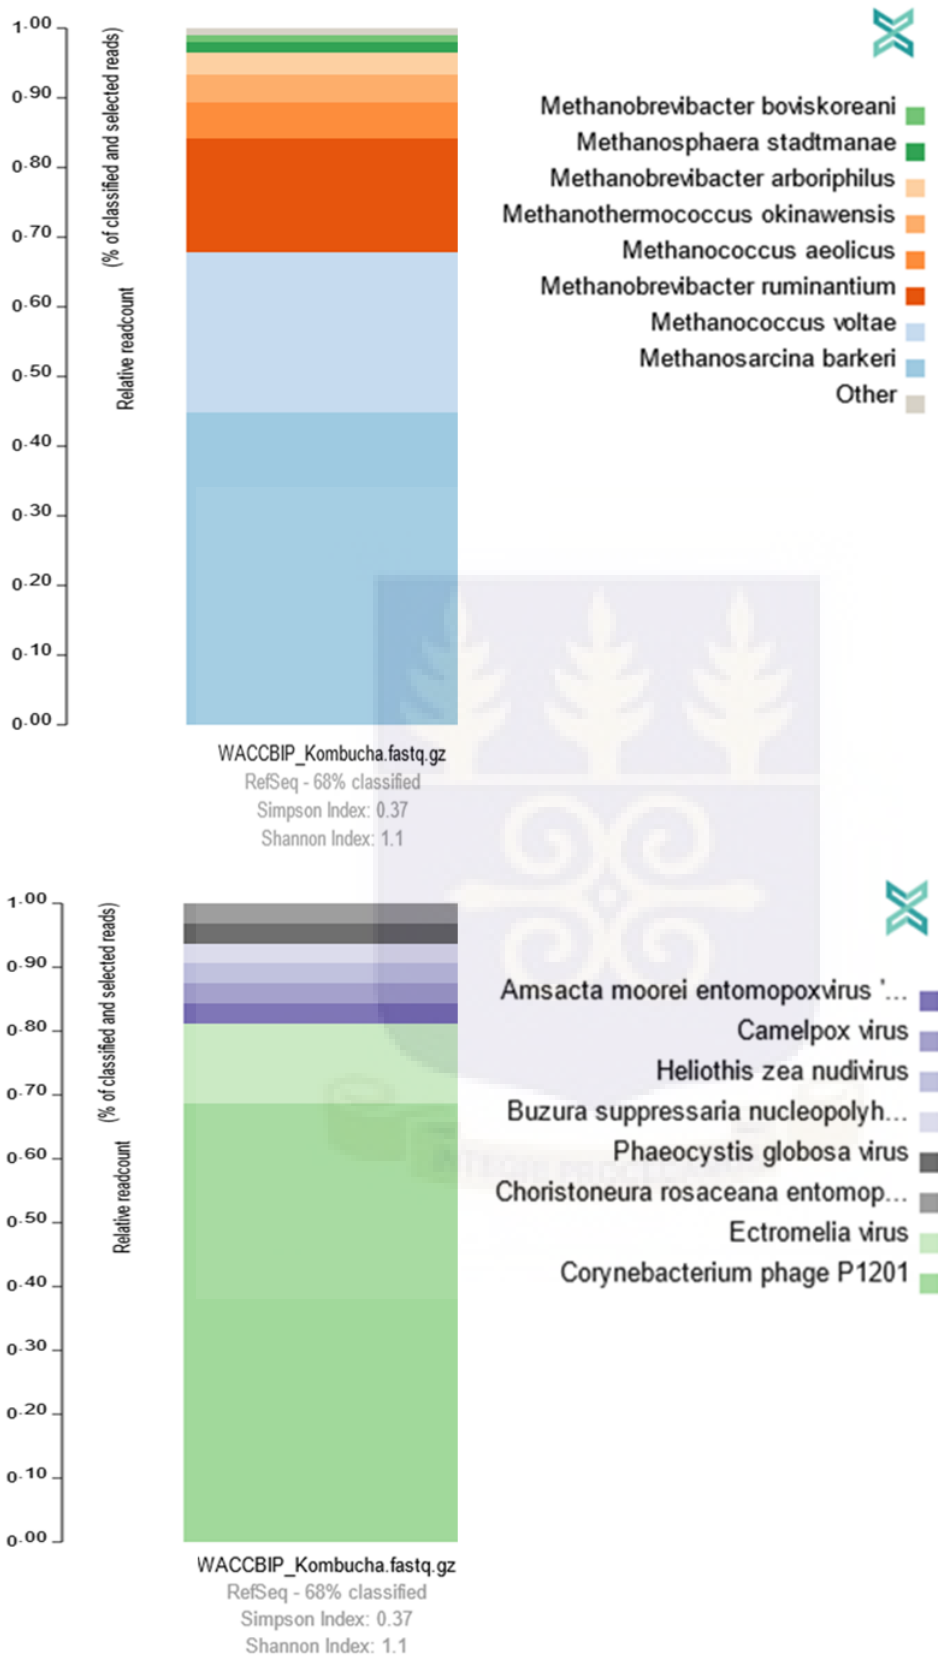 1.00
0.90
0.80
0.70
0.60
0.50
0.40
0.30
0.20
0.10
0.00
Relative readcount (% of classified and selected reads)
Methanobrevibacter boviskoreani
Methanosphaera stadtmanae
Methanobrevibacter arboriphilus
Methanothermococcus okinawensis
Methanococcus aeolicus
Methanobrevibacter ruminantium
Methanococcus voltae
Methanosarcina barkeri
Other
WACCBIP_Kombucha.fastq.gz
RefSeq - 68% classified
Simpson Index: 0.37
Shannon Index: 1.1
1.00
0.90
0.80
0.70
0.60
0.50
0.40
0.30
0.20
0.10
0.00
Relative readcount (% of classified and selected reads)
Amsacta moorei entomopoxvirus '...
Camelpox virus
Heliothis zea nudivirus
Buzura suppressaria nucleopolyh...
Phaeocystis globosa virus
Choristoneura rosaceana entomop...
Ectromelia virus
Corynebacterium phage P1201
WACCBIP_Kombucha.fastq.gz
RefSeq - 68% classified
Simpson Index: 0.37
Shannon Index: 1.1